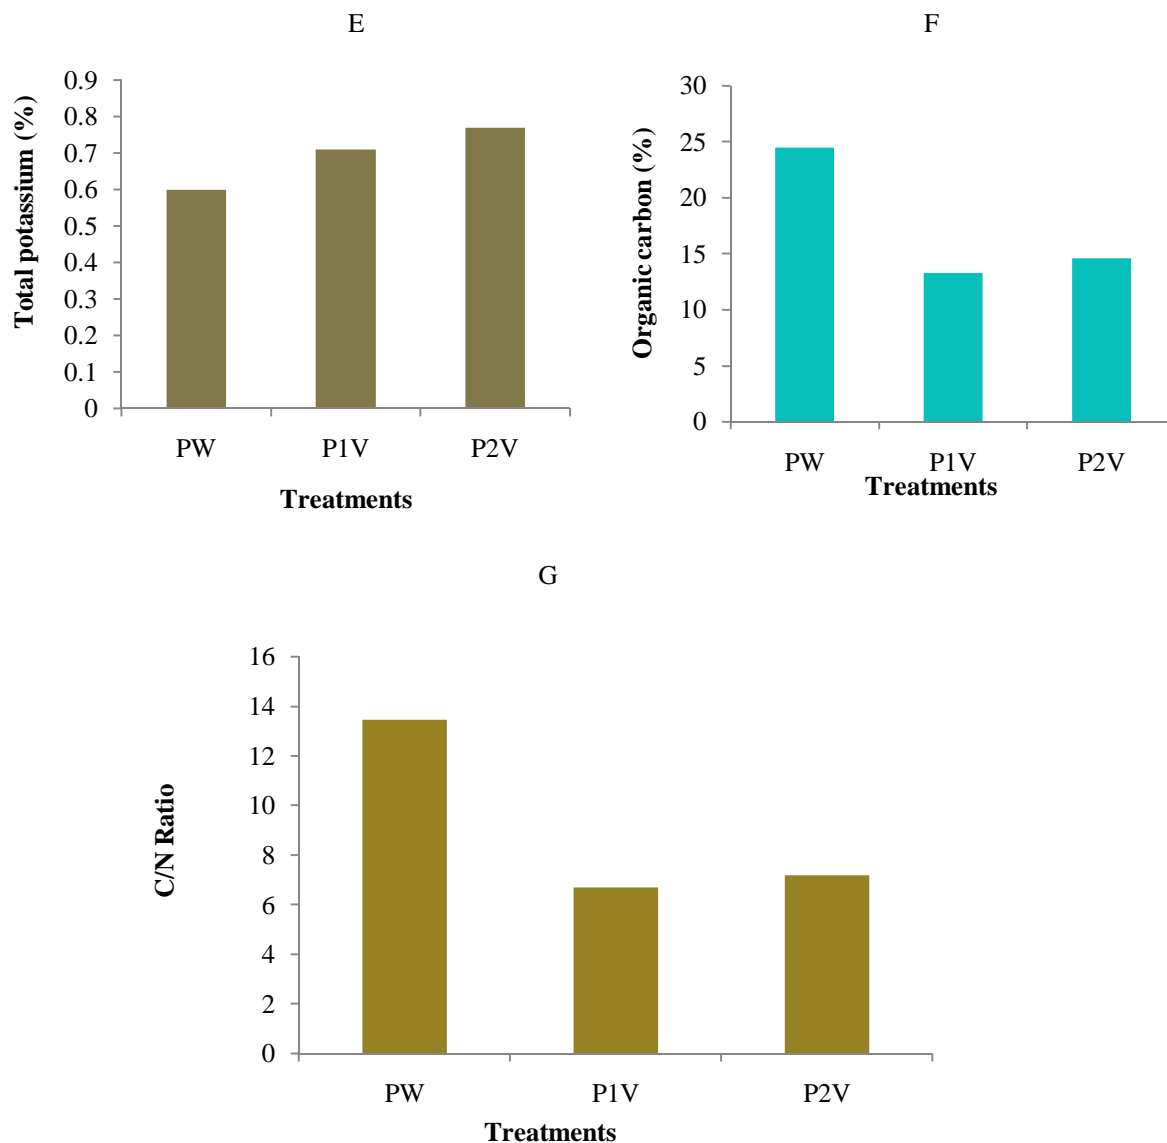 E
Total potassium (%)
0.9
0.8
0.7
0.6
0.5
0.4
0.3
0.2
0.1
0
PW P1V P2V
Treatments
F
Organic carbon (%)
30
25
20
15
10
5
0
PW P1V P2V
Treatments
G
C/N Ratio
16
14
12
10
8
6
4
2
0
PW P1V P2V
Treatments